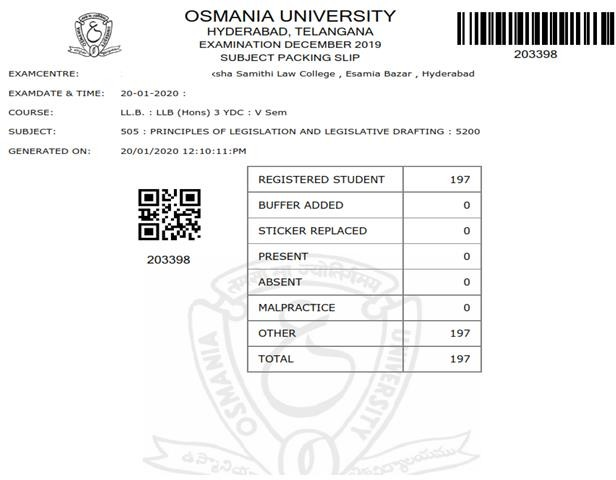 OSMANIA UNIVERSITY
HYDERABAD, TELANGANA
EXAMINATION DECEMBER 2019
SUBJECT PACKING SLIP
203398
EXAMCENTRE: ksha Samithi Law College , Esamia Bazar , Hyderabad
EXAMDATE & TIME: 20-01-2020 :
COURSE: LL.B. : LLB (Hons) 3 YDC : V Sem
SUBJECT: 505 : PRINCIPLES OF LEGISLATION AND LEGISLATIVE DRAFTING : 5200
GENERATED ON: 20/01/2020 12:10:11:PM
203398
REGISTERED STUDENT 197
BUFFER ADDED 0
STICKER REPLACED 0
PRESENT 0
ABSENT 0
MALPRACTICE 0
OTHER 197
TOTAL 197
तमसो मा ज्योतिर्गमय
OSMANIA UNIVERSITY